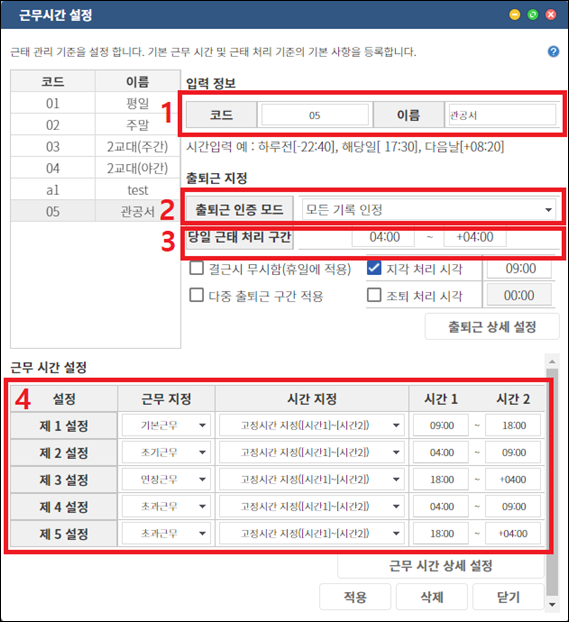 근무시간 설정
근태 관리 기준을 설정 합니다. 기본 근무 시간 및 근태 처리 기준의 기본 사항을 등록합니다.
코드 이름
01 평일
02 주말
03 2교대(주간)
04 2교대(야간)
a1 test
05 관공서
입력 정보
1 코드 05 이름 관공서
시간입력 예 : 하루전[-22:40], 해당일[ 17:30], 다음날[+08:20]
출퇴근 지정
2 출퇴근 인증 모드 모든 기록 인정
3 당일 근태 처리 구간 04:00 ~ +04:00
결근시 무시함(휴일에 적용) 지각 처리 시각 09:00
다중 출퇴근 구간 적용 조퇴 처리 시각 00:00
출퇴근 상세 설정
근무 시간 설정
4 설정 근무 지정 시간 지정 시간 1 시간 2
제 1 설정 기본근무 고정시간 지정([시간1]~[시간2]) 09:00 ~ 18:00
제 2 설정 조기근무 고정시간 지정([시간1]~[시간2]) 04:00 ~ 09:00
제 3 설정 연장근무 고정시간 지정([시간1]~[시간2]) 18:00 ~ +0400
제 4 설정 초과근무 고정시간 지정([시간1]~[시간2]) 04:00 ~ 09:00
제 5 설정 초과근무 고정시간 지정([시간1]~[시간2]) 18:00 ~ +04:00
근무 시간 상세 설정
적용 삭제 닫기